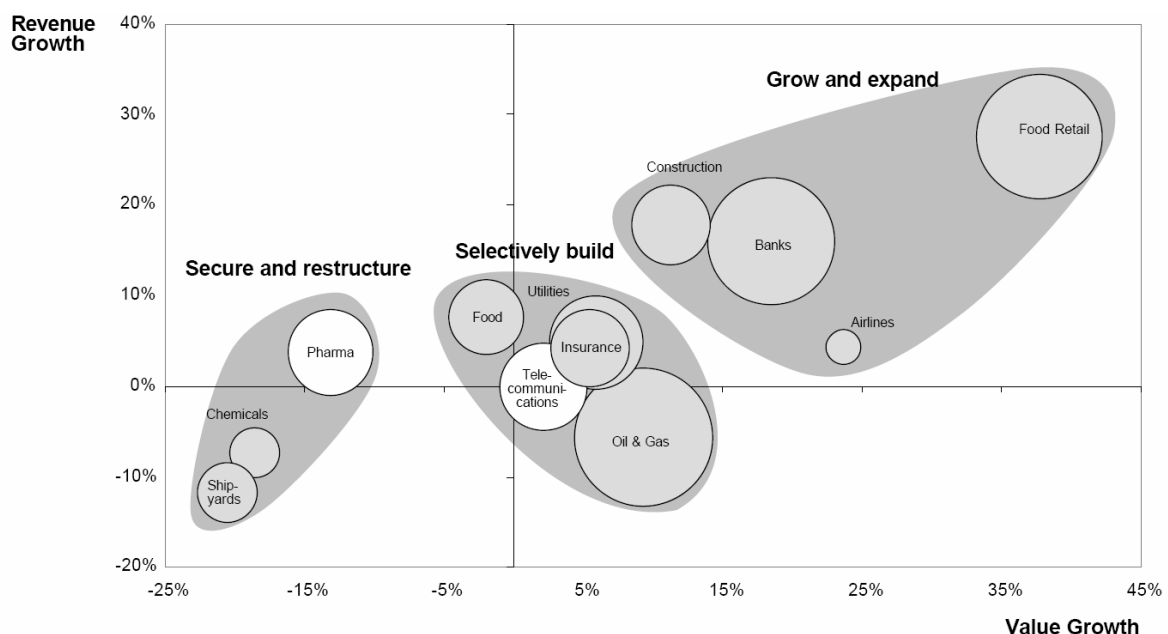 Revenue
Growth
40%
30%
20%
10%
0%
-10%
-20%
Grow and expand
Food Retail
Construction
Banks
Airlines
Selectively build
Utilities
Food
Insurance
Tele-
communi-
cations
Oil & Gas
Secure and restructure
Pharma
Chemicals
Ship-
yards
-25%
-15%
-5%
5%
15%
25%
35%
45%
Value Growth